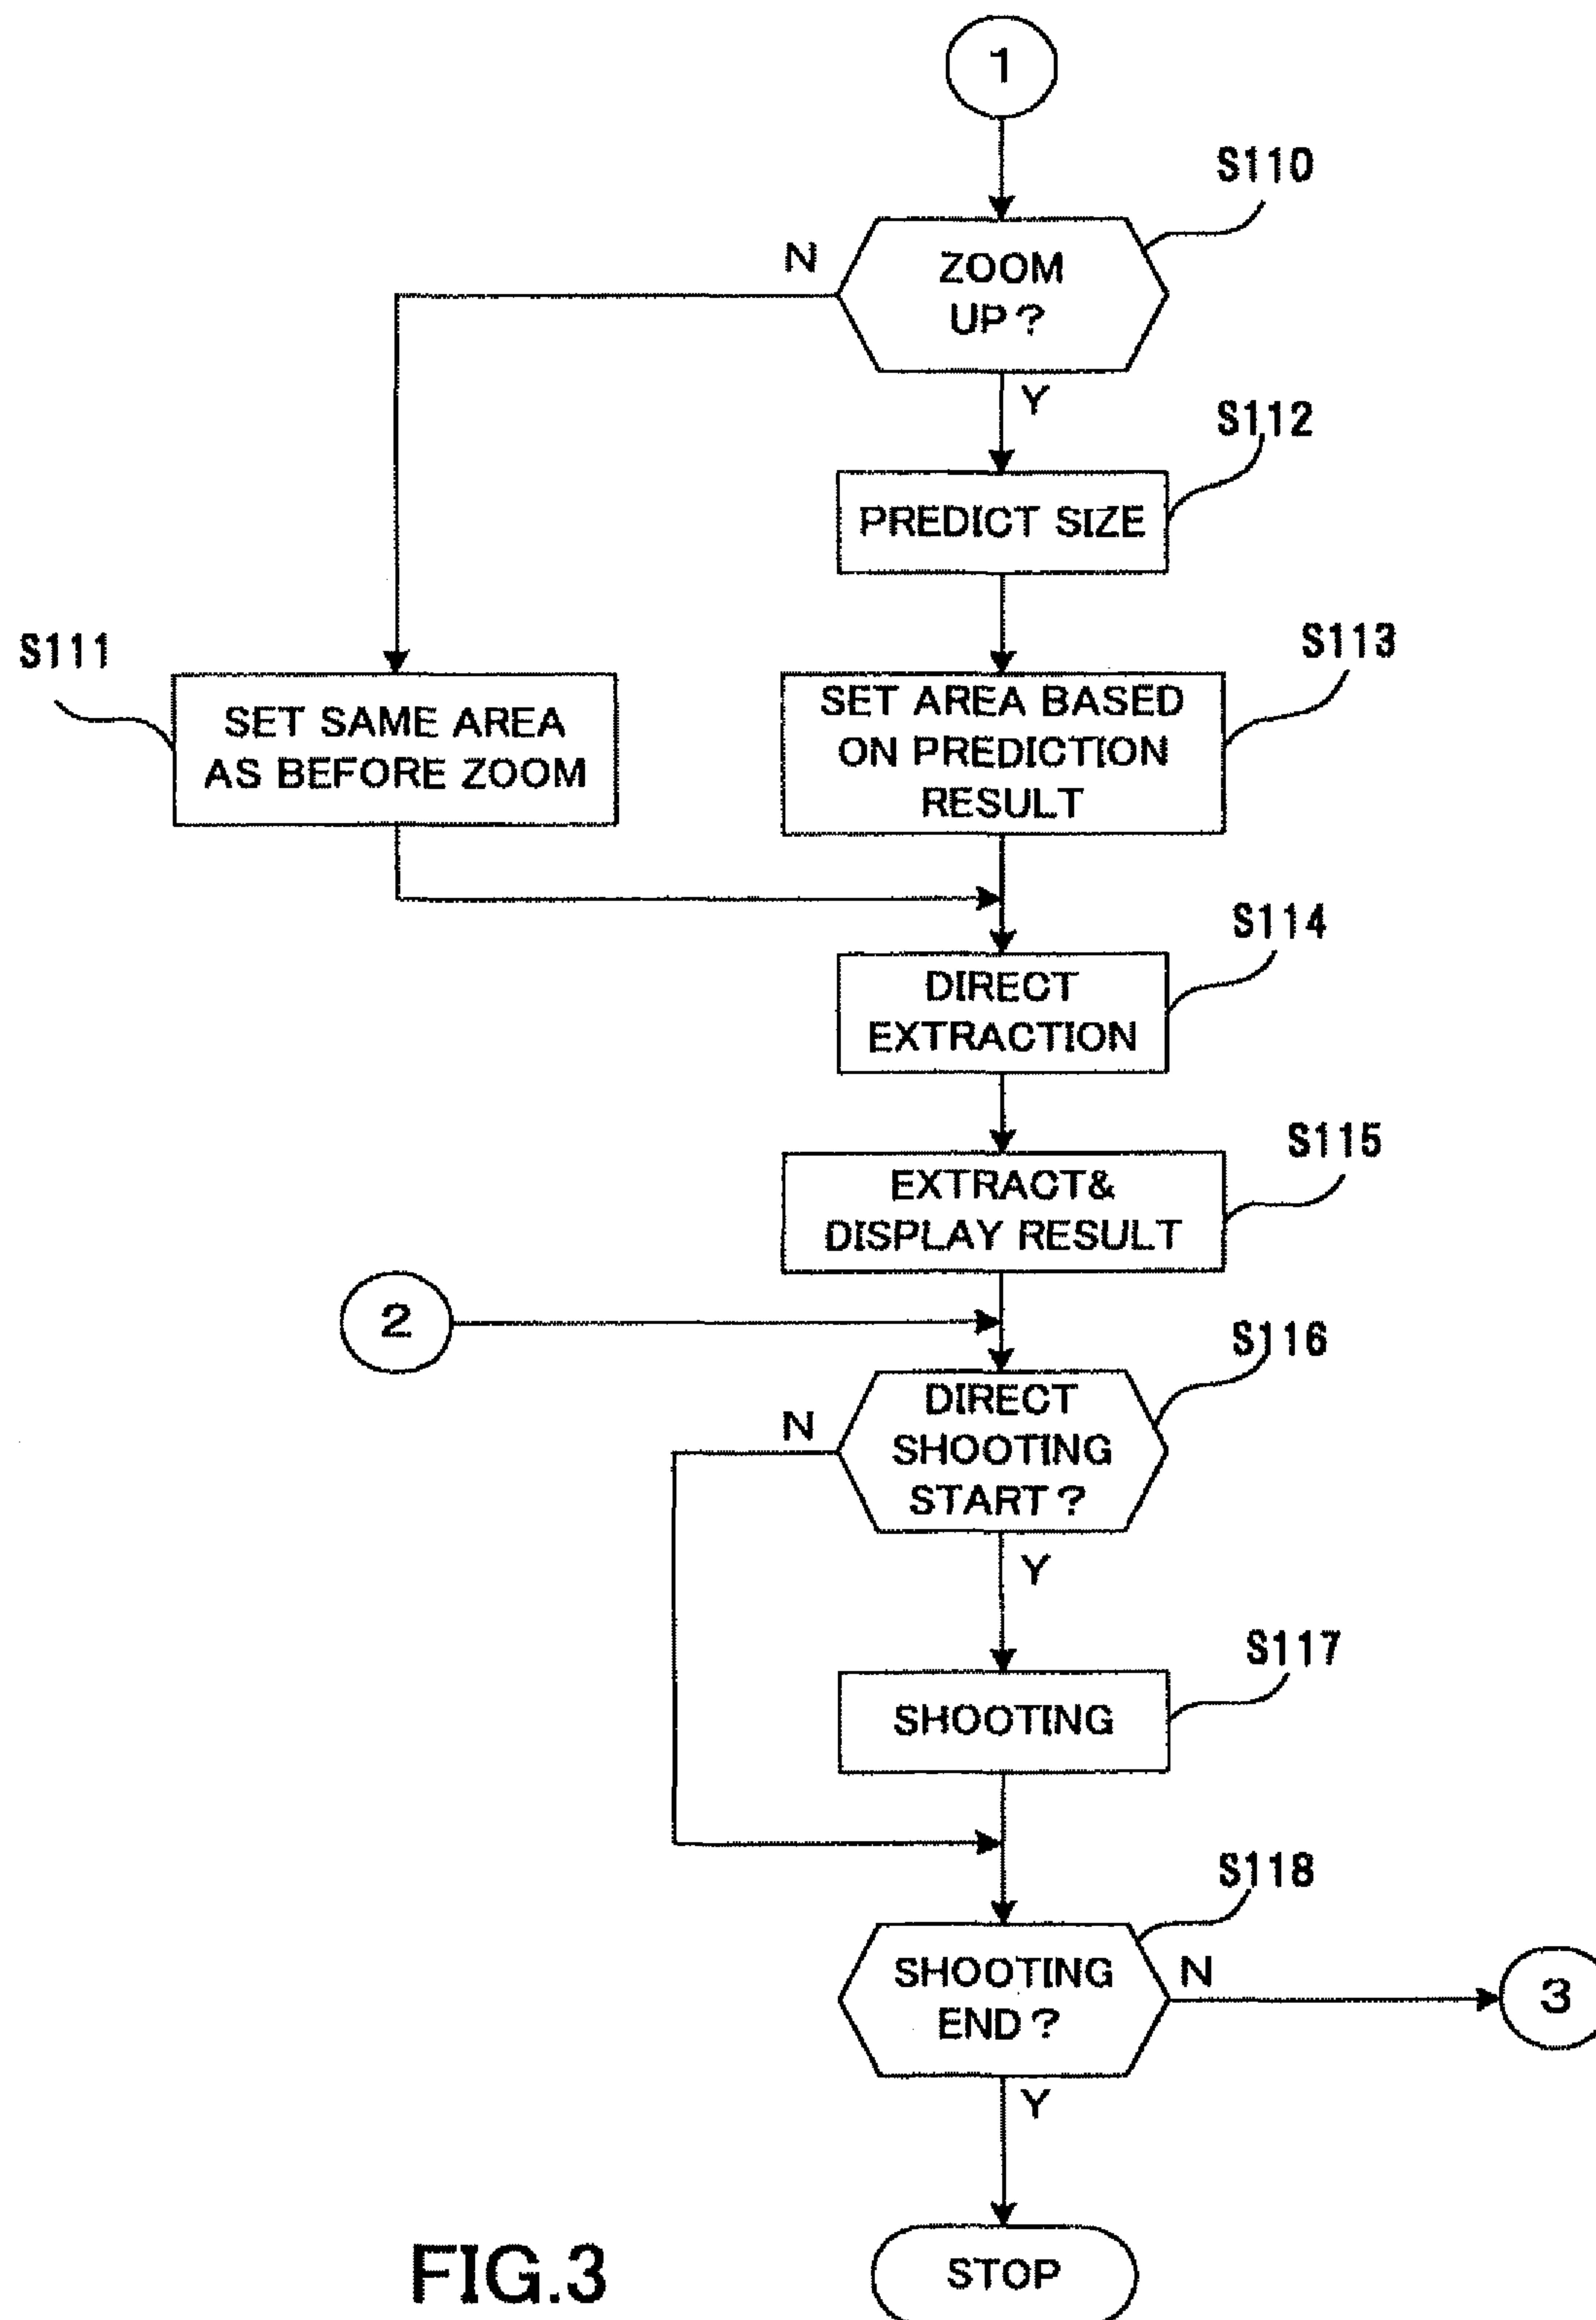 1
S110
N
ZOOM
UP?
Y
S112
PREDICT SIZE
S111
SET SAME AREA
AS BEFORE ZOOM
S113
SET AREA BASED
ON PREDICTION
RESULT
S114
DIRECT
EXTRACTION
S115
EXTRACT&
DISPLAY RESULT
2
S116
N
DIRECT
SHOOTING
START?
Y
S117
SHOOTING
S118
SHOOTING
END?
N
3
Y
STOP
FIG.3